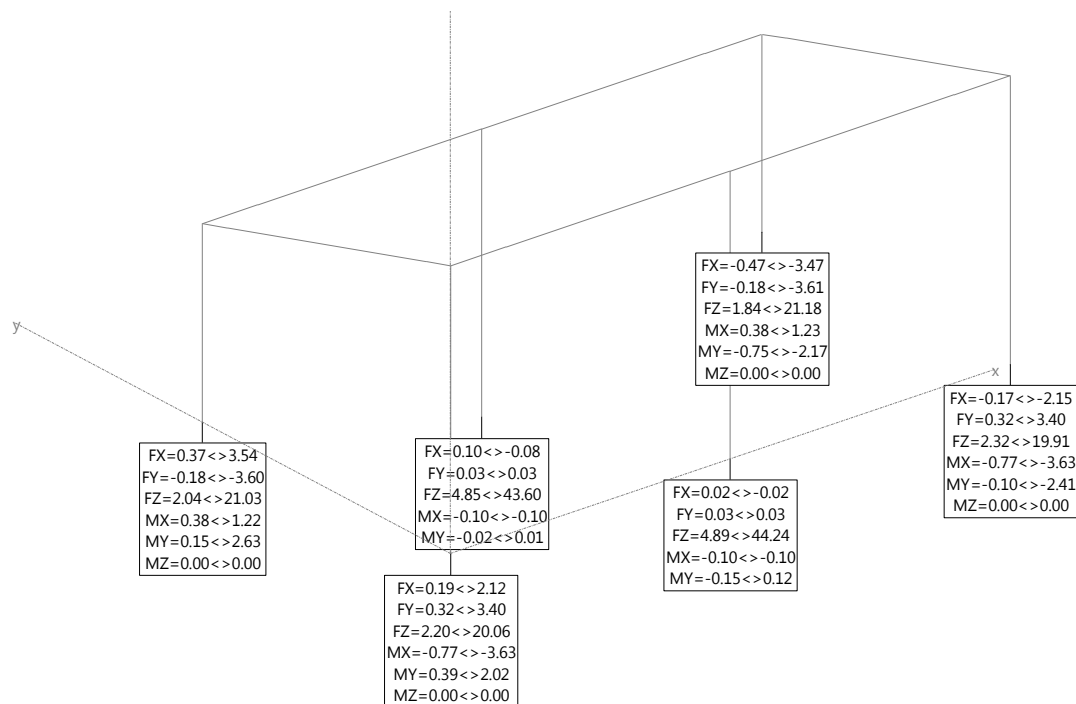 y
x
FX=-0.47<>-3.47
FY=-0.18<>-3.61
FZ=1.84<>21.18
MX=0.38<>1.23
MY=-0.75<>-2.17
MZ=0.00<>0.00
FX=-0.17<>-2.15
FY=0.32<>3.40
FZ=2.32<>19.91
MX=-0.77<>-3.63
MY=-0.10<>-2.41
MZ=0.00<>0.00
FX=0.37<>3.54
FY=-0.18<>-3.60
FZ=2.04<>21.03
MX=0.38<>1.22
MY=0.15<>2.63
MZ=0.00<>0.00
FX=0.10<>-0.08
FY=0.03<>0.03
FZ=4.85<>43.60
MX=-0.10<>-0.10
MY=-0.02<>0.01
FX=0.02<>-0.02
FY=0.03<>0.03
FZ=4.89<>44.24
MX=-0.10<>-0.10
MY=-0.15<>0.12
FX=0.19<>2.12
FY=0.32<>3.40
FZ=2.20<>20.06
MX=-0.77<>-3.63
MY=0.39<>2.02
MZ=0.00<>0.00